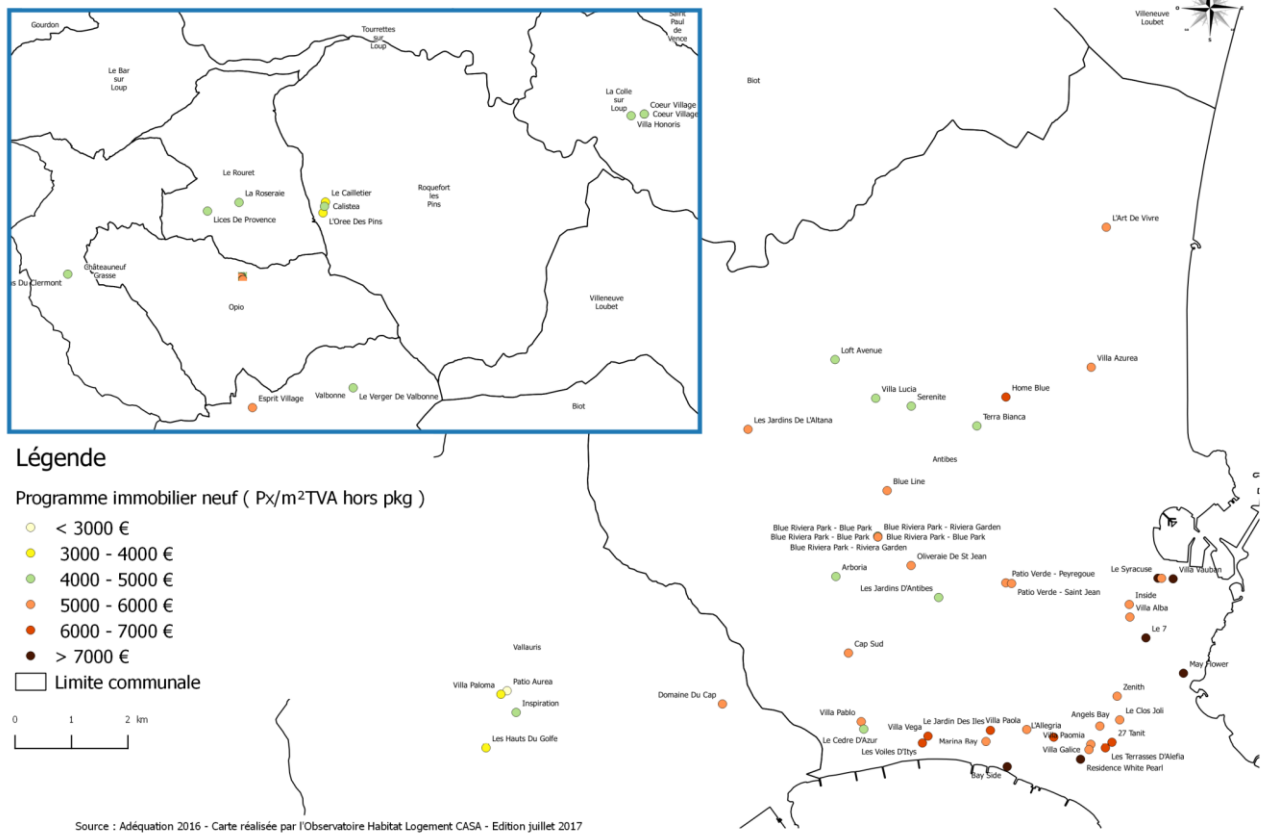 Gourdon
Tourrettes
sur
Loup
Saint
Paul
de
Vence
Le Bar
sur
Loup
La Colle
sur
Loup
Coeur Village
Coeur Village
Villa Honoris
Le Rouret
La Roseraie
Lices De Provence
Le Cailletier
Calistea
L'Oree Des Pins
Roquefort
les
Pins
Châteauneuf
Grasse
Du Clermont
Opio
Villeneuve
Loubet
Esprit Village
Valbonne
Le Verger De Valbonne
Biot
Villeneuve
Loubet
Biot
L'Art De Vivre
Loft Avenue
Villa Azurea
Villa Lucia
Serenite
Home Blue
Les Jardins De L'Altana
Terra Bianca
Antibes
Blue Line
Blue Riviera Park - Blue Park
Blue Riviera Park - Riviera Garden
Blue Riviera Park - Blue Park
Blue Riviera Park - Blue Park
Blue Riviera Park - Riviera Garden
Oliveraie De St Jean
Arboria
Les Jardins D'Antibes
Patio Verde - Peyregoue
Patio Verde - Saint Jean
Le Syracuse
Villa Vauban
Inside
Villa Alba
Le 7
Cap Sud
May Flower
Vallauris
Villa Paloma
Patio Aurea
Inspiration
Les Hauts Du Golfe
Domaine Du Cap
Zenith
Villa Pablo
Le Cedre D'Azur
Villa Vega
Le Jardin Des Iles
Villa Paola
Les Voiles D'Itys
Marina Ray
L'Allegria
Angels Bay
Le Clos Joli
Villa Paomia
27 Tanit
Villa Galice
Les Terrasses D'Alefia
Residence White Pearl
Bay Side
Légende
Programme immobilier neuf ( Px/m²TVA hors pkg )
< 3000 €
3000 - 4000 €
4000 - 5000 €
5000 - 6000 €
6000 - 7000 €
> 7000 €
Limite communale
0 1 2 km
Source : Adéquation 2016 - Carte réalisée par l'Observatoire Habitat Logement CASA - Edition juillet 2017